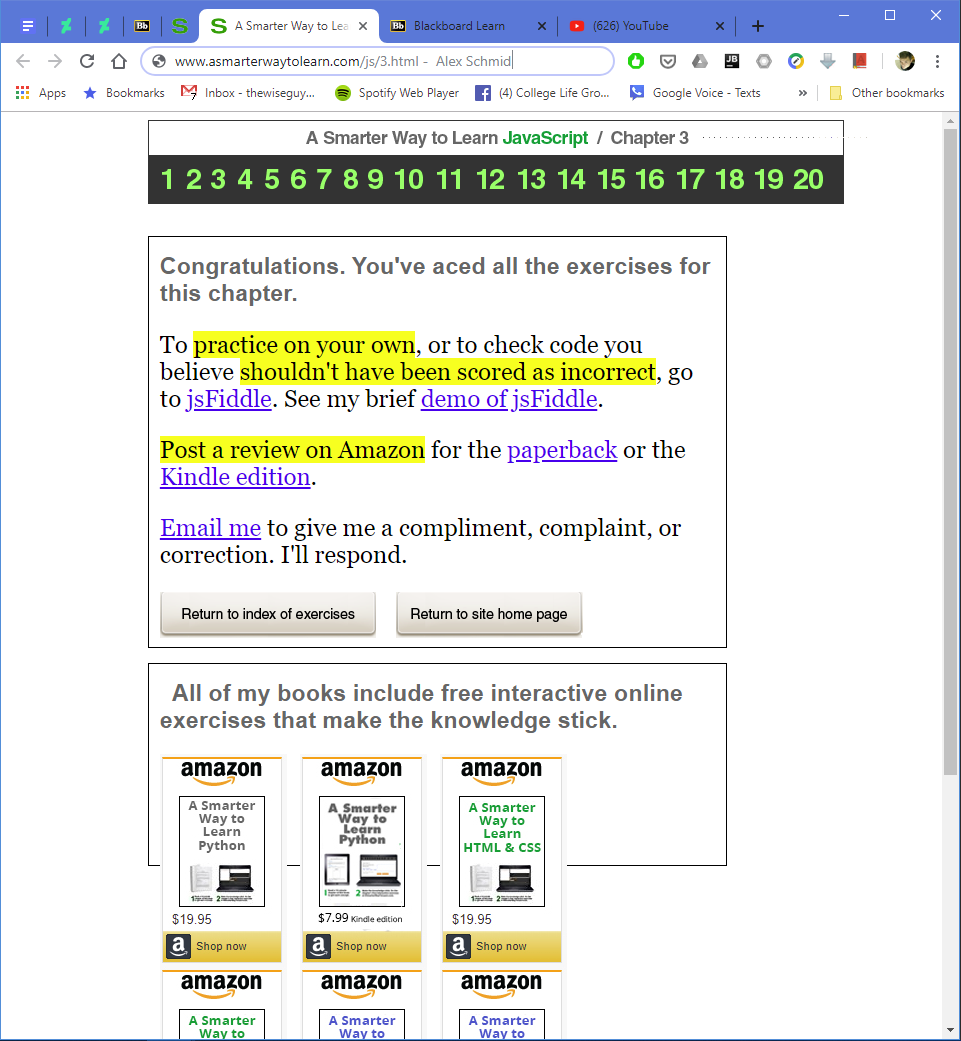 Bb
S
S A Smarter Way to Lea
Bb Blackboard Learn
(626) YouTube
www.asmarterwaytolearn.com/js/3.html - Alex Schmid
JB
Apps
Bookmarks
Inbox - thewiseguy...
Spotify Web Player
(4) College Life Gro...
Google Voice - Texts
»
Other bookmarks
A Smarter Way to Learn JavaScript / Chapter 3
1 2 3 4 5 6 7 8 9 10 11 12 13 14 15 16 17 18 19 20
Congratulations. You've aced all the exercises for
this chapter.
To practice on your own, or to check code you
believe shouldn't have been scored as incorrect, go
to jsFiddle. See my brief demo of jsFiddle.
Post a review on Amazon for the paperback or the
Kindle edition.
Email me to give me a compliment, complaint, or
correction. I'll respond.
Return to index of exercises
Return to site home page
All of my books include free interactive online
exercises that make the knowledge stick.
amazon
A Smarter
Way to
Learn
Python
$19.95
a Shop now
amazon
A Smarter
Way to
Learn
Python
$7.99 Kindle edition
a Shop now
amazon
A Smarter
Way to
Learn
HTML & CSS
$19.95
a Shop now
amazon
A Smarter
Way to
amazon
A Smarter
Way to
amazon
A Smarter
Way to